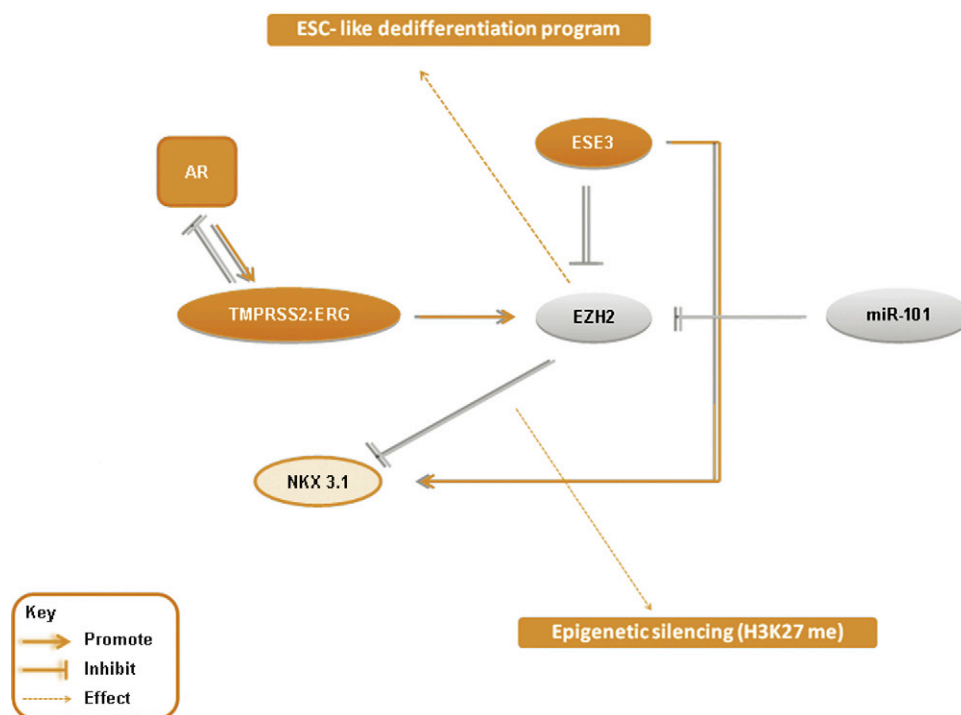 ESC- like dedifferentiation program
ESE3
AR
TMPRSS2:ERG
EZH2
miR-101
NKX 3.1
Epigenetic silencing (H3K27 me)
Key
Promote
Inhibit
Effect